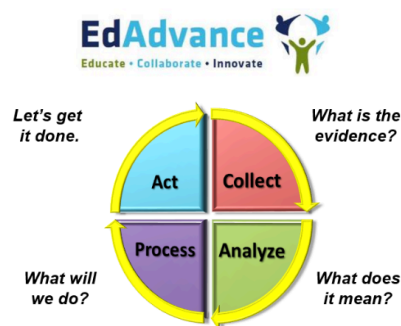 EdAdvance
Educate • Collaborate • Innovate
Let's get
it done.
What is the
evidence?
Act
Collect
Process
Analyze
What will
we do?
What does
it mean?